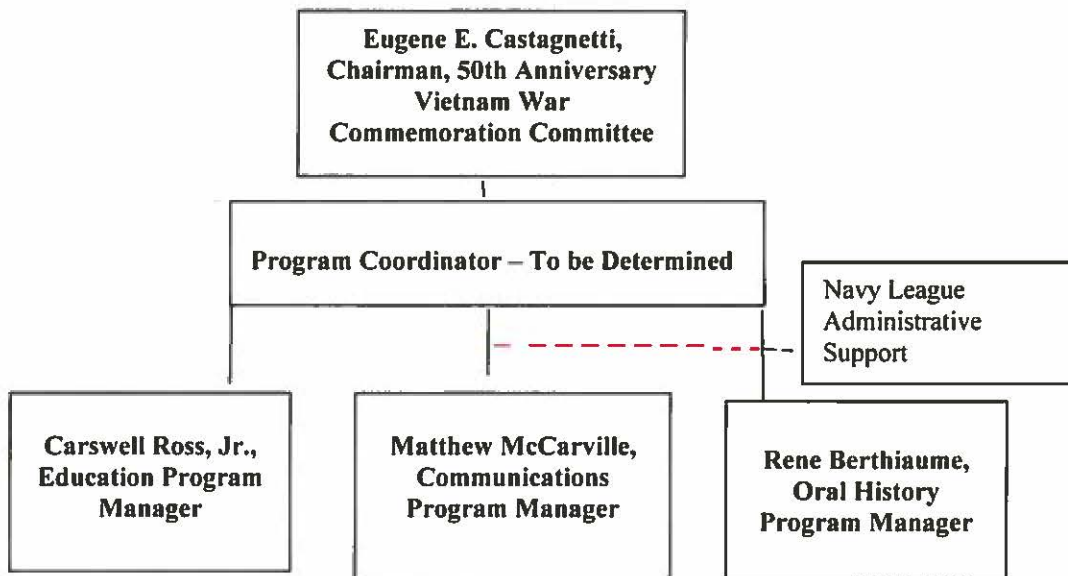 Eugene E. Castagnetti,
Chairman, 50th Anniversary
Vietnam War
Commemoration Committee
Program Coordinator – To be Determined
Navy League
Administrative
Support
Carswell Ross, Jr.,
Education Program
Manager
Matthew McCarville,
Communications
Program Manager
Rene Berthiaume,
Oral History
Program Manager